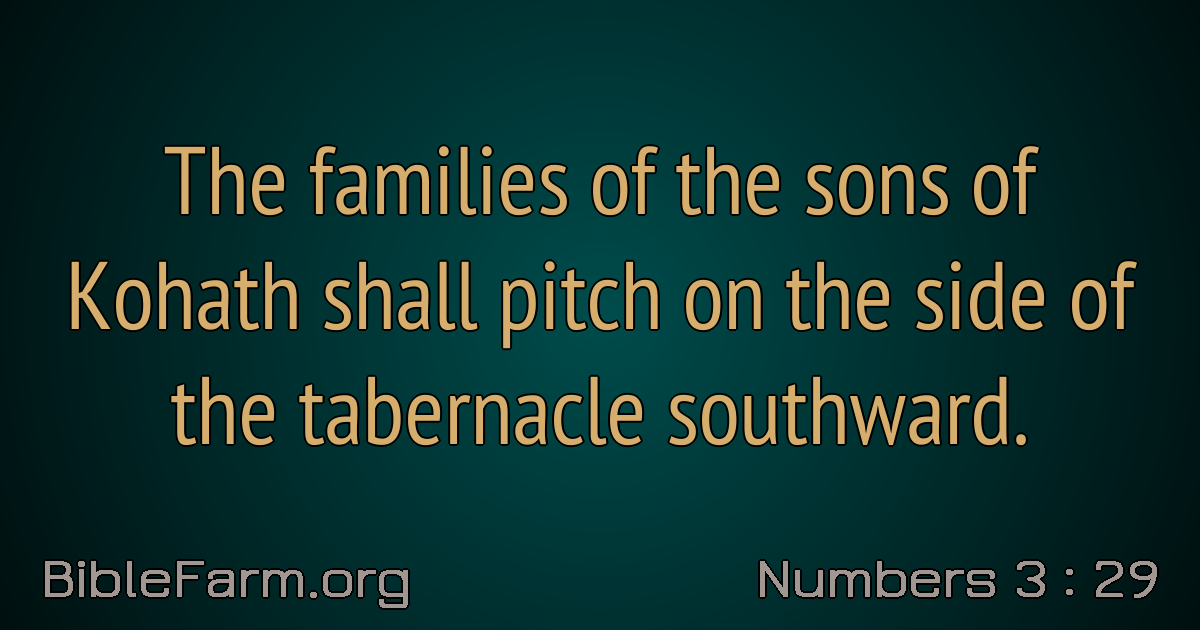 The families of the sons of
Kohath shall pitch on the side of
the tabernacle southward.
BibleFarm.org
Numbers 3 : 29